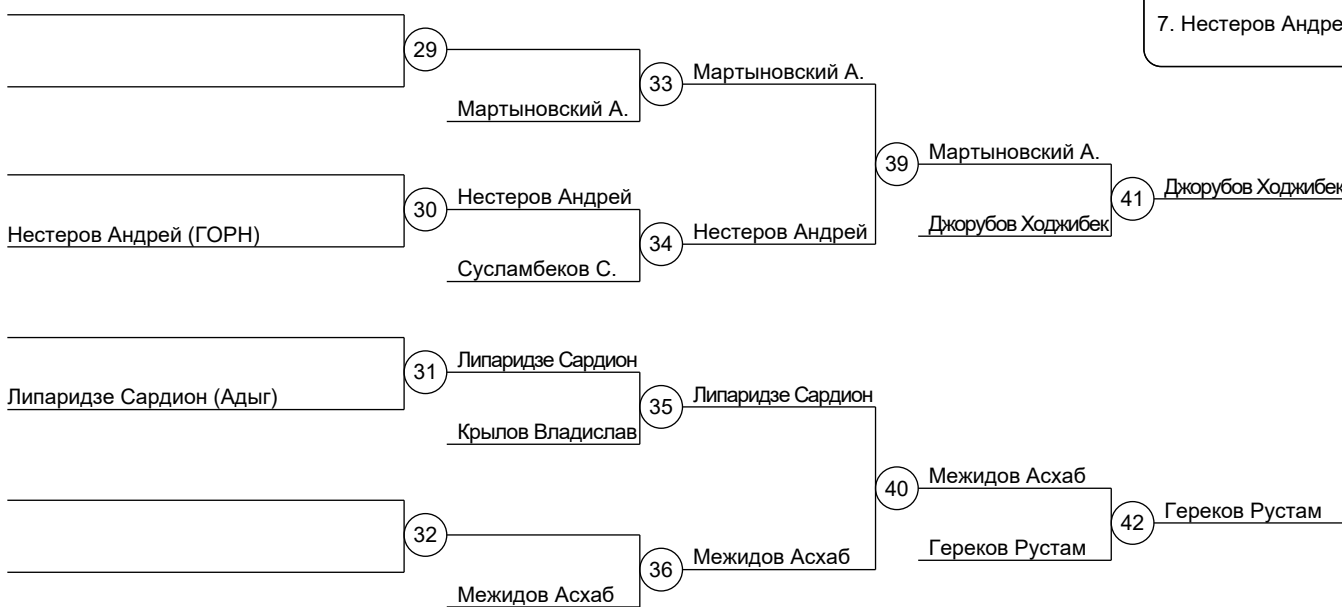 7. Нестеров Андре
29
Мартыновский А.
33
Мартыновский А.
39
Мартыновский А.
Джорубов Ходжибек
41
Джорубов Ходжибек
Нестеров Андрей (ГОРН)
30
Нестеров Андрей
Сусламбеков С.
34
Нестеров Андрей
Липаридзе Сардион (Адыг)
31
Липаридзе Сардион
Крылов Владислав
35
Липаридзе Сардион
40
Межидов Асхаб
Гереков Рустам
42
Гереков Рустам
32
Межидов Асхаб
36
Межидов Асхаб